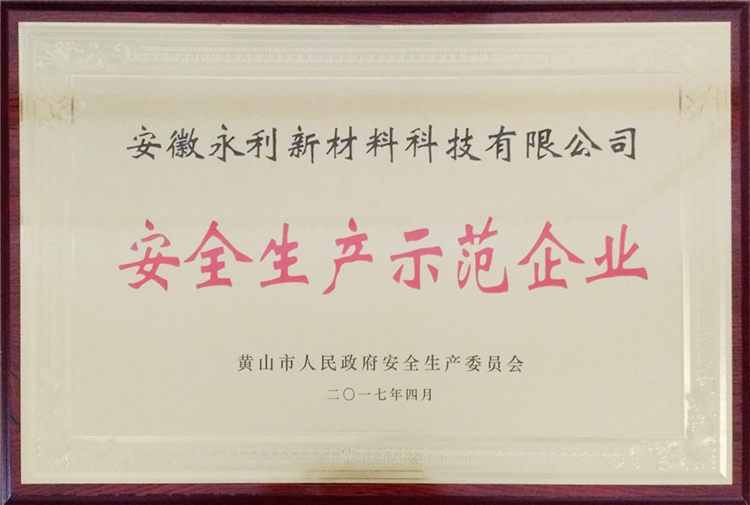 安徽永利新材料科技有限公司
安全生产示范企业
黄山市人民政府安全生产委员会
二〇一七年四月